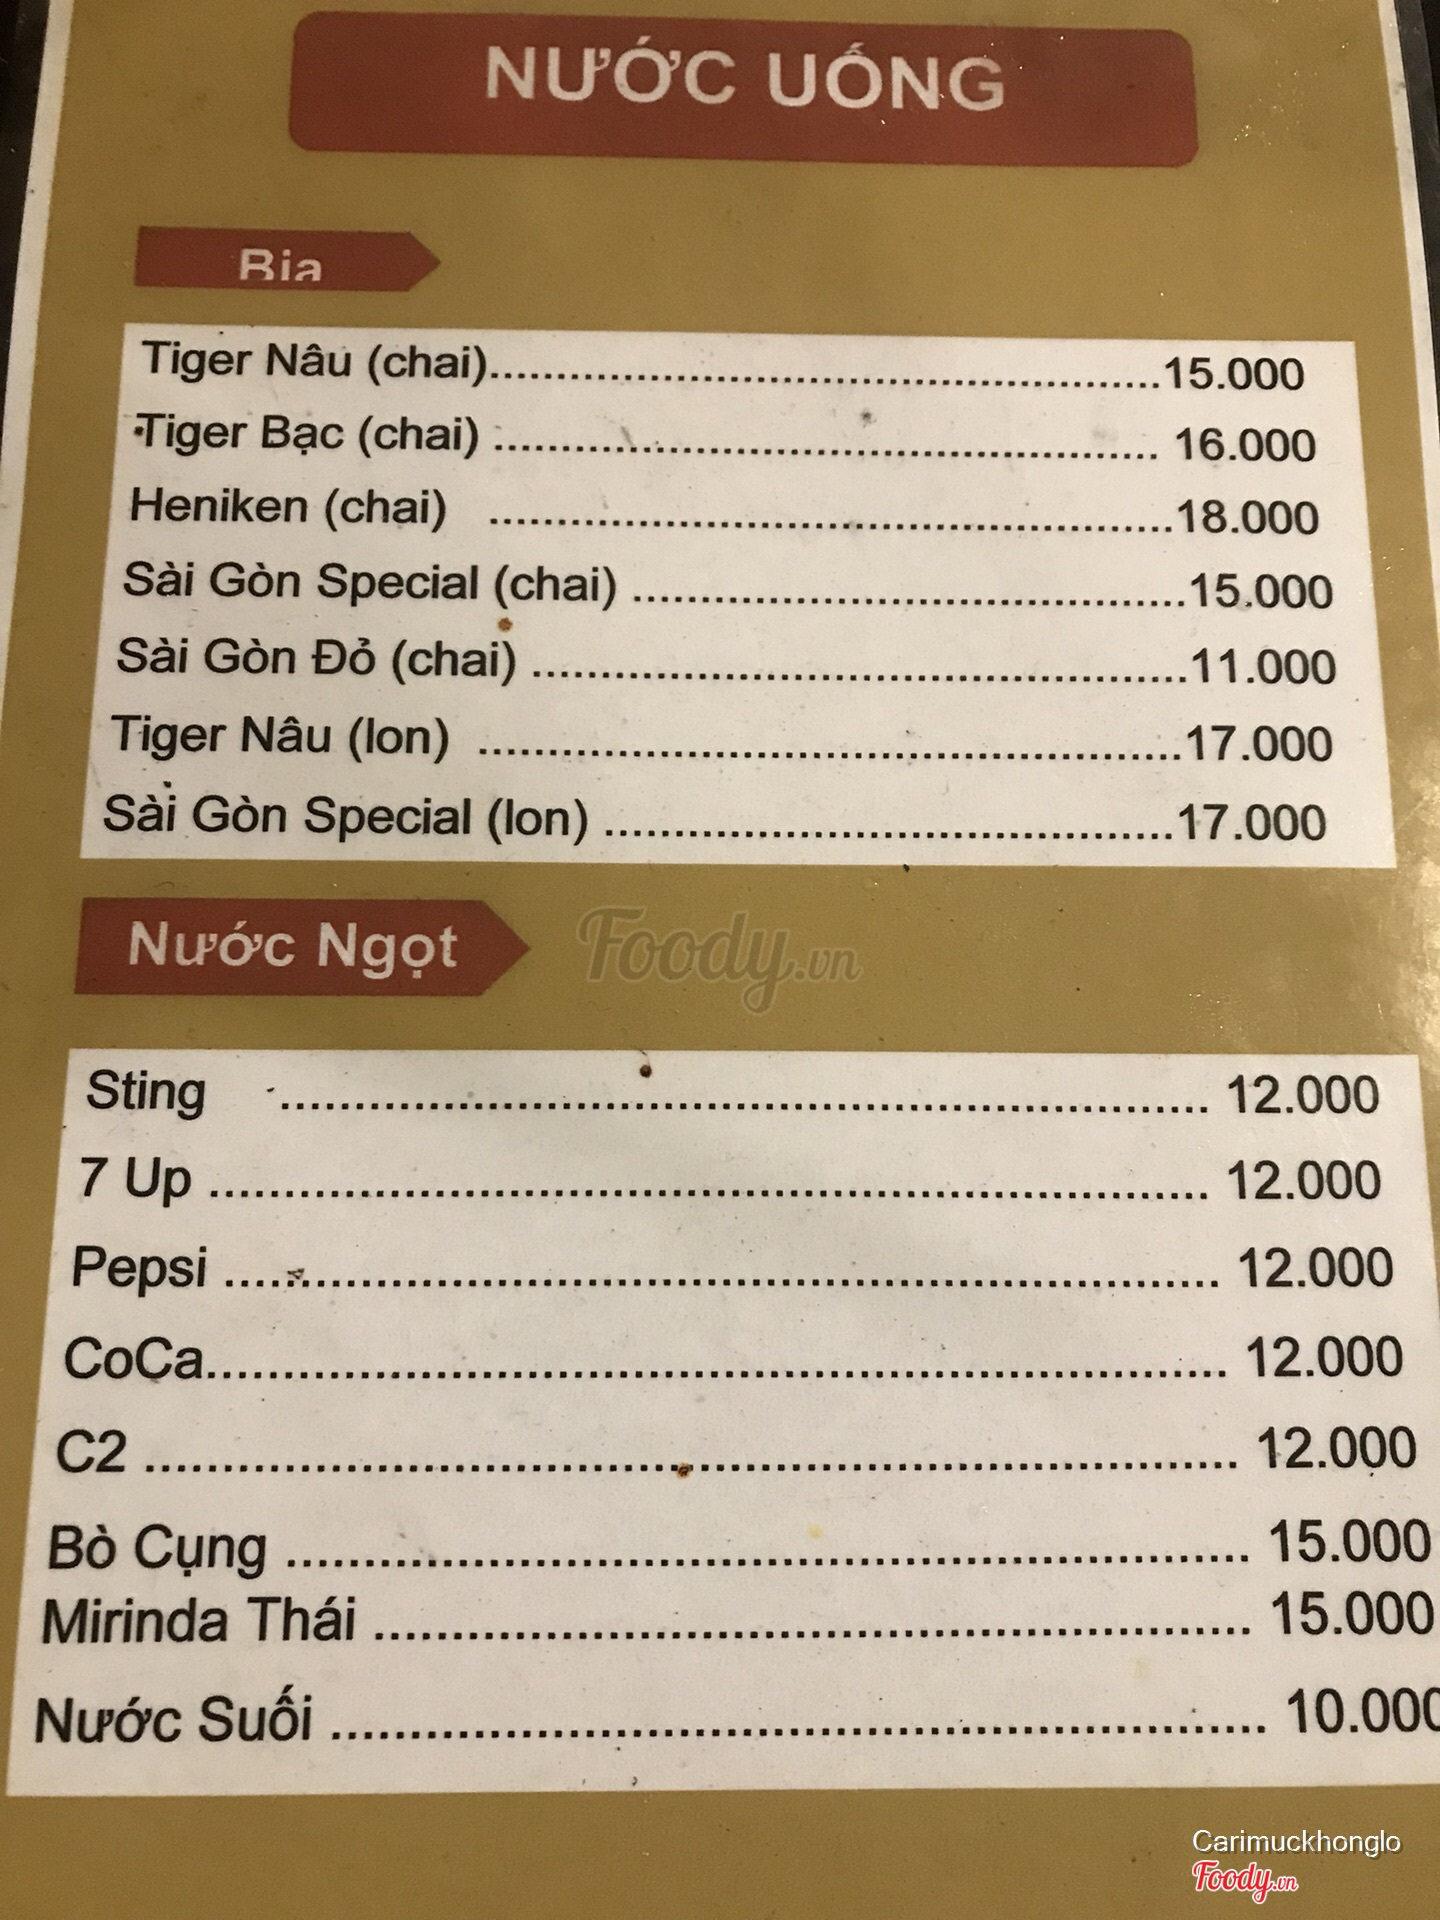 NƯỚC UỐNG
Bia
Tiger Nâu (chai)..................................................15.000
Tiger Bạc (chai) .................................................. 16.000
Heniken (chai) ..................................................18.000
Sài Gòn Special (chai) ..........................................15.000
Sài Gòn Đỏ (chai) ................................................11.000
Tiger Nâu (lon) ..................................................17.000
Sài Gòn Special (lon) ..........................................17.000
Nước Ngọt
Foody.vn
Sting .................................................................. 12.000
7 Up .................................................................. 12.000
Pepsi .................................................................. 12.000
CoCa.................................................................. 12.000
C2 .................................................................. 12.000
Bò Cụng .................................................................. 15.000
Mirinda Thái ............................................................ 15.000
Nước Suối ............................................................ 10.000
Carimuckhonglo
Foody.vn